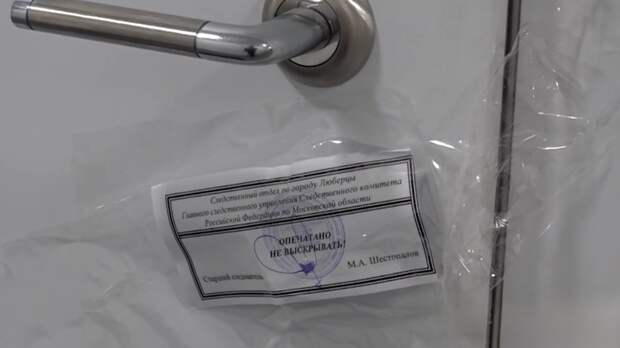 Следственный отдел по городу Люберцы
Главного следственного управления Следственного комитета
Российской Федерации по Московской области
ОПЕЧАТАНО
НЕ ВЫСКРЫВАТЬ!
Старший следователь М.А. Шестопалов